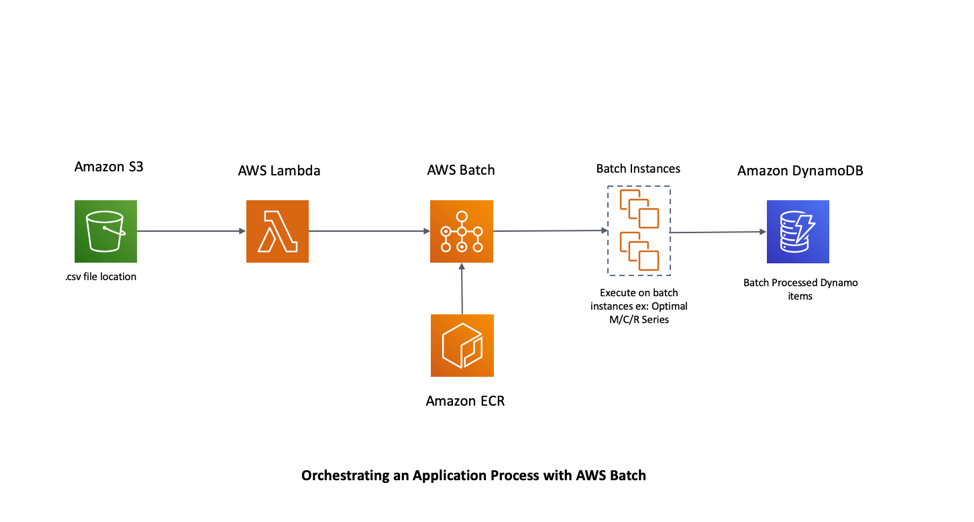 Amazon S3
AWS Lambda
AWS Batch
Batch Instances
Amazon DynamoDB
.csv file location
Execute on batch
instances ex: Optimal
M/C/R Series
Batch Processed Dynamo
items
Amazon ECR
Orchestrating an Application Process with AWS Batch